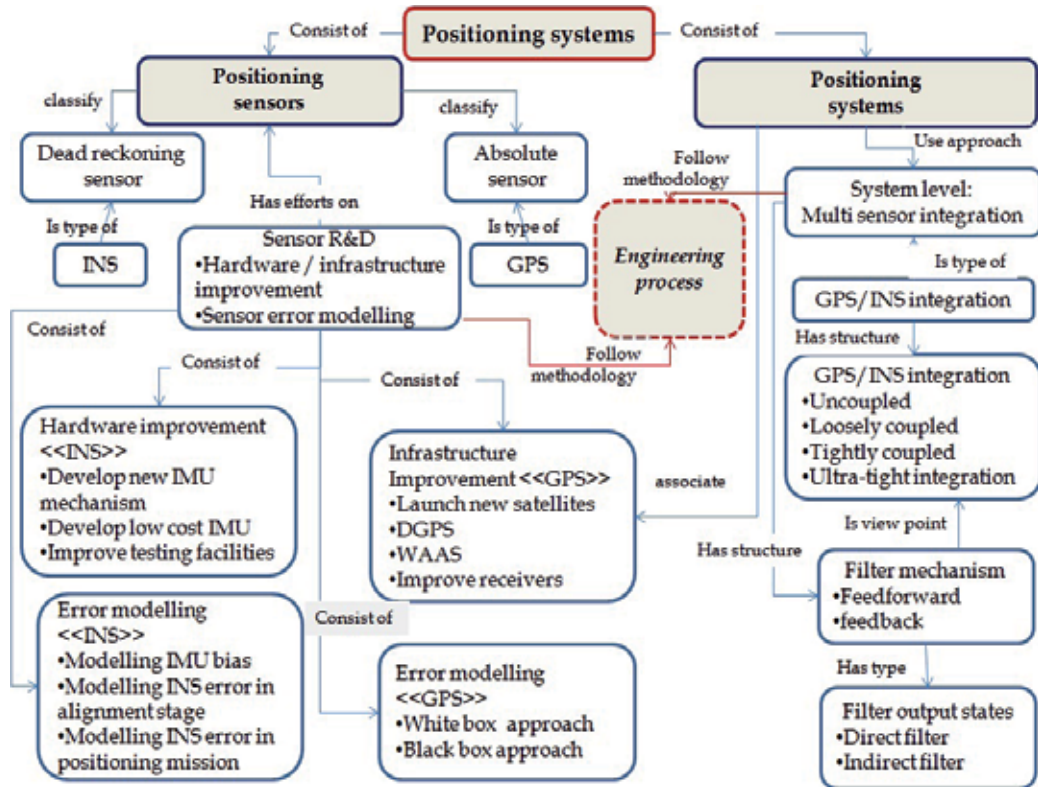 Positioning systems
Consist of
Consist of
Positioning
sensors
Positioning
systems
classify
classify
Use approach
Dead reckoning
sensor
Absolute
sensor
Follow
methodology
System level:
Multi sensor integration
Has efforts on
Is type of
Is type of
INS
Sensor R&D
•Hardware / infrastructure
improvement
•Sensor error modelling
GPS
Engineering
process
Is type of
GPS/INS integration
Consist of
Has structure
Consist of
Consist of
Follow
methodology
GPS/INS integration
•Uncoupled
•Loosely coupled
•Tightly coupled
•Ultra-tight integration
Hardware improvement
<<INS>>
•Develop new IMU
mechanism
•Develop low cost IMU
•Improve testing facilities
Infrastructure
Improvement <<GPS>>
•Launch new satellites
•DGPS
•WAAS
•Improve receivers
associate
Is view point
Has structure
Filter mechanism
•Feedforward
•feedback
Error modelling
<<INS>>
•Modelling IMU bias
•Modelling INS error in
alignment stage
•Modelling INS error in
positioning mission
Consist of
Error modelling
<<GPS>>
•White box approach
•Black box approach
Has type
Filter output states
•Direct filter
•Indirect filter